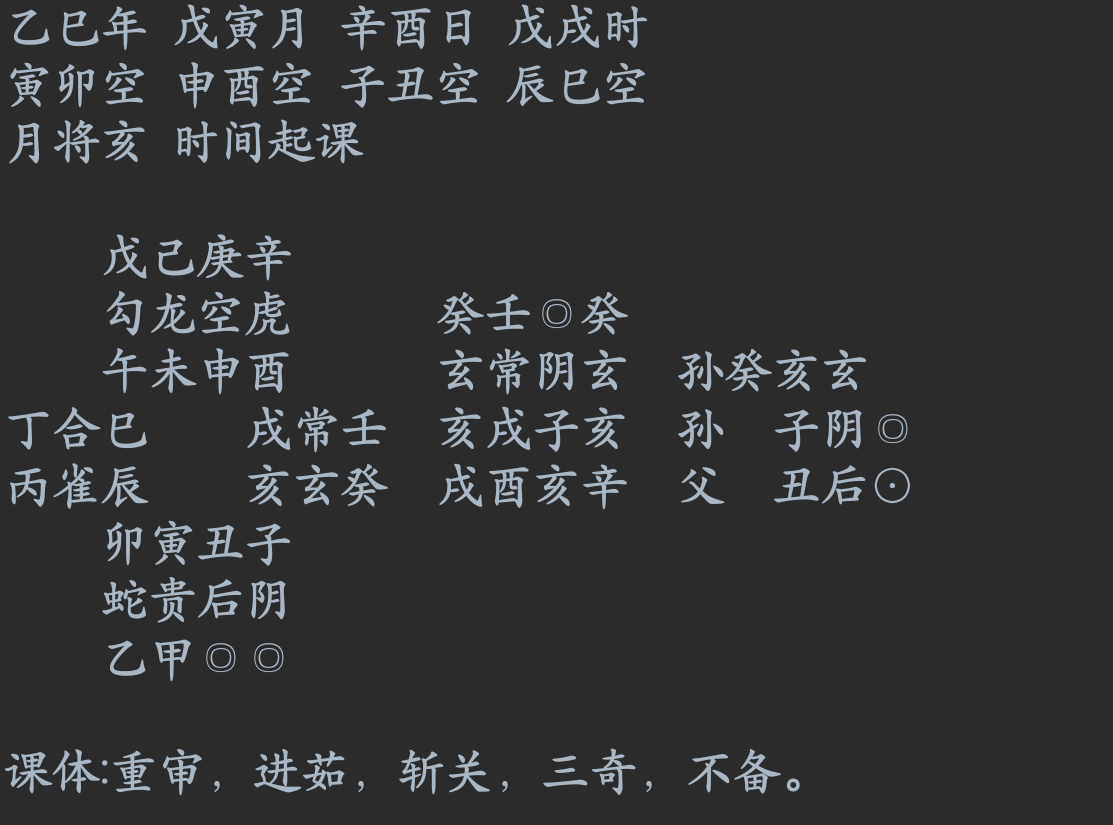 乙巳年 戊寅月 辛酉日 戊戌时
寅卯空 申酉空 子丑空 辰巳空
月将亥 时间起课
戊己庚辛
勾龙空虎 癸壬◎癸
午未申酉 玄常阴玄 孙癸亥玄
丁合巳 戌常壬 亥戌子亥 孙 子阴◎
丙雀辰 亥玄癸 戌酉亥辛 父 丑后⊙
卯寅丑子
蛇贵后阴
乙甲◎◎
课体:重审，进茹，斩关，三奇，不备。